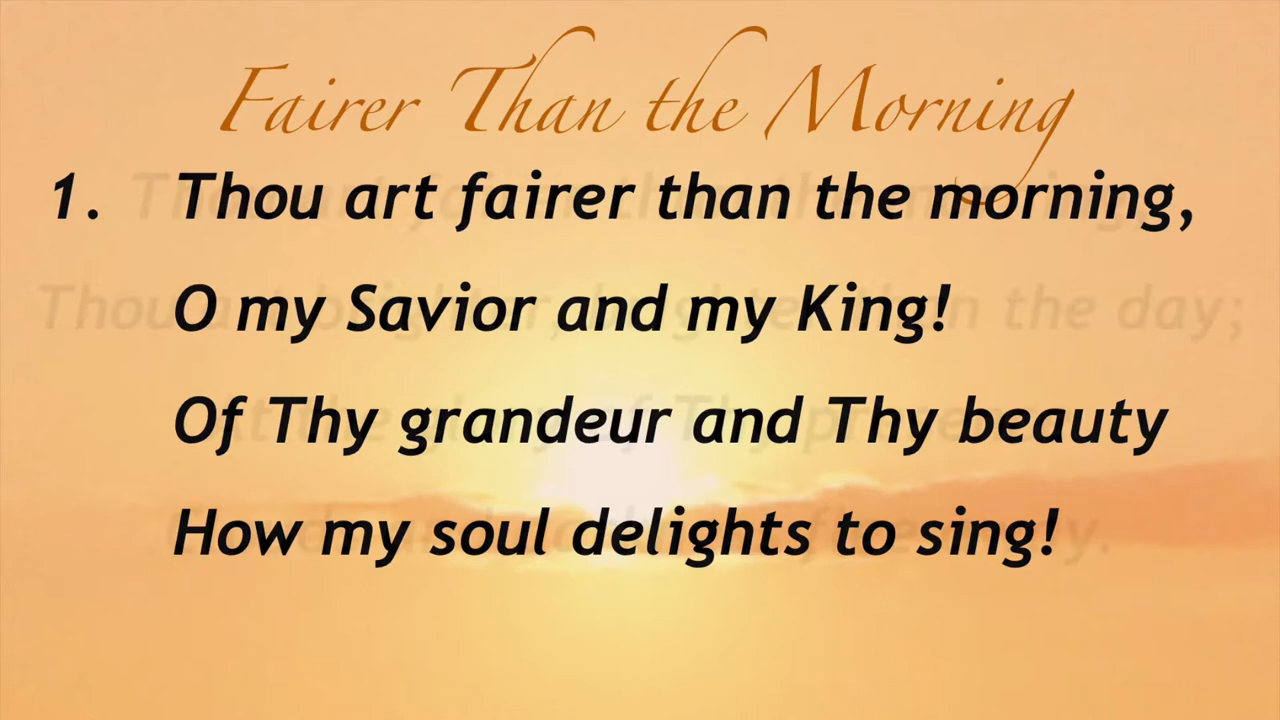 Fairer Than the Morning
1. Thou art fairer than the morning,
O my Savior and my King!
Of Thy grandeur and Thy beauty
How my soul delights to sing!